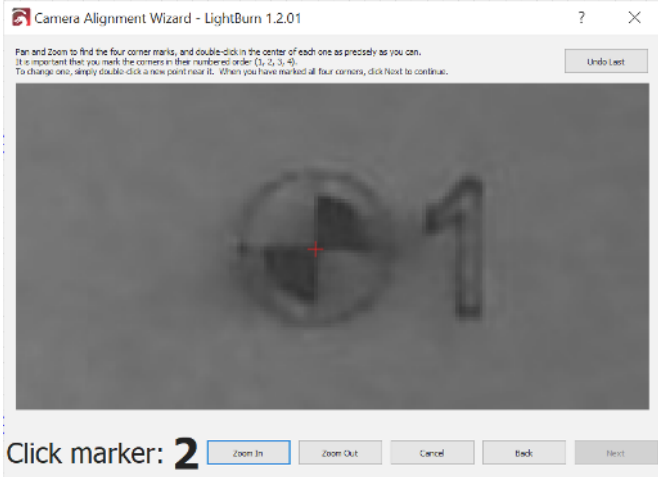 Camera Alignment Wizard - LightBurn 1.2.01
Pan and Zoom to find the four corner marks, and double-click in the center of each one as precisely as you can.
It is important that you mark the corners in their numbered order (1, 2, 3, 4).
To change one, simply double-click a new point near it. When you have marked all four corners, click Next to continue.
Undo Last
1
Click marker: 2
Zoom In
Zoom Out
Cancel
Back
Next